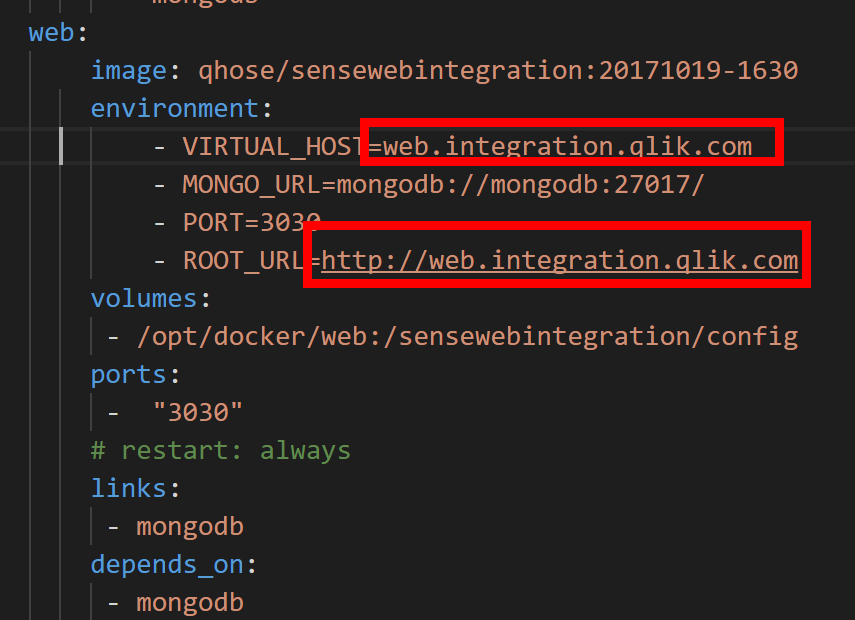 mongodb
web:
image: qhose/sensewebintegration:20171019-1630
environment:
- VIRTUAL_HOST=web.integration.qlik.com
- MONGO_URL=mongodb://mongodb:27017/
- PORT=3030
- ROOT_URL=http://web.integration.qlik.com
volumes:
- /opt/docker/web:/sensewebintegration/config
ports:
- "3030"
# restart: always
links:
- mongodb
depends_on:
- mongodb